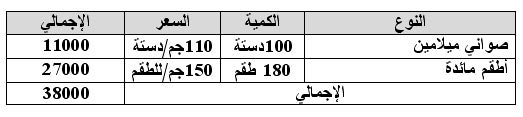 النوع الكمية السعر الإجمالي
صواني ميلامين 100دستة 110جم/دستة 11000
أطقم مائدة 180 طقم 150جم/للطقم 27000
الإجمالي 38000